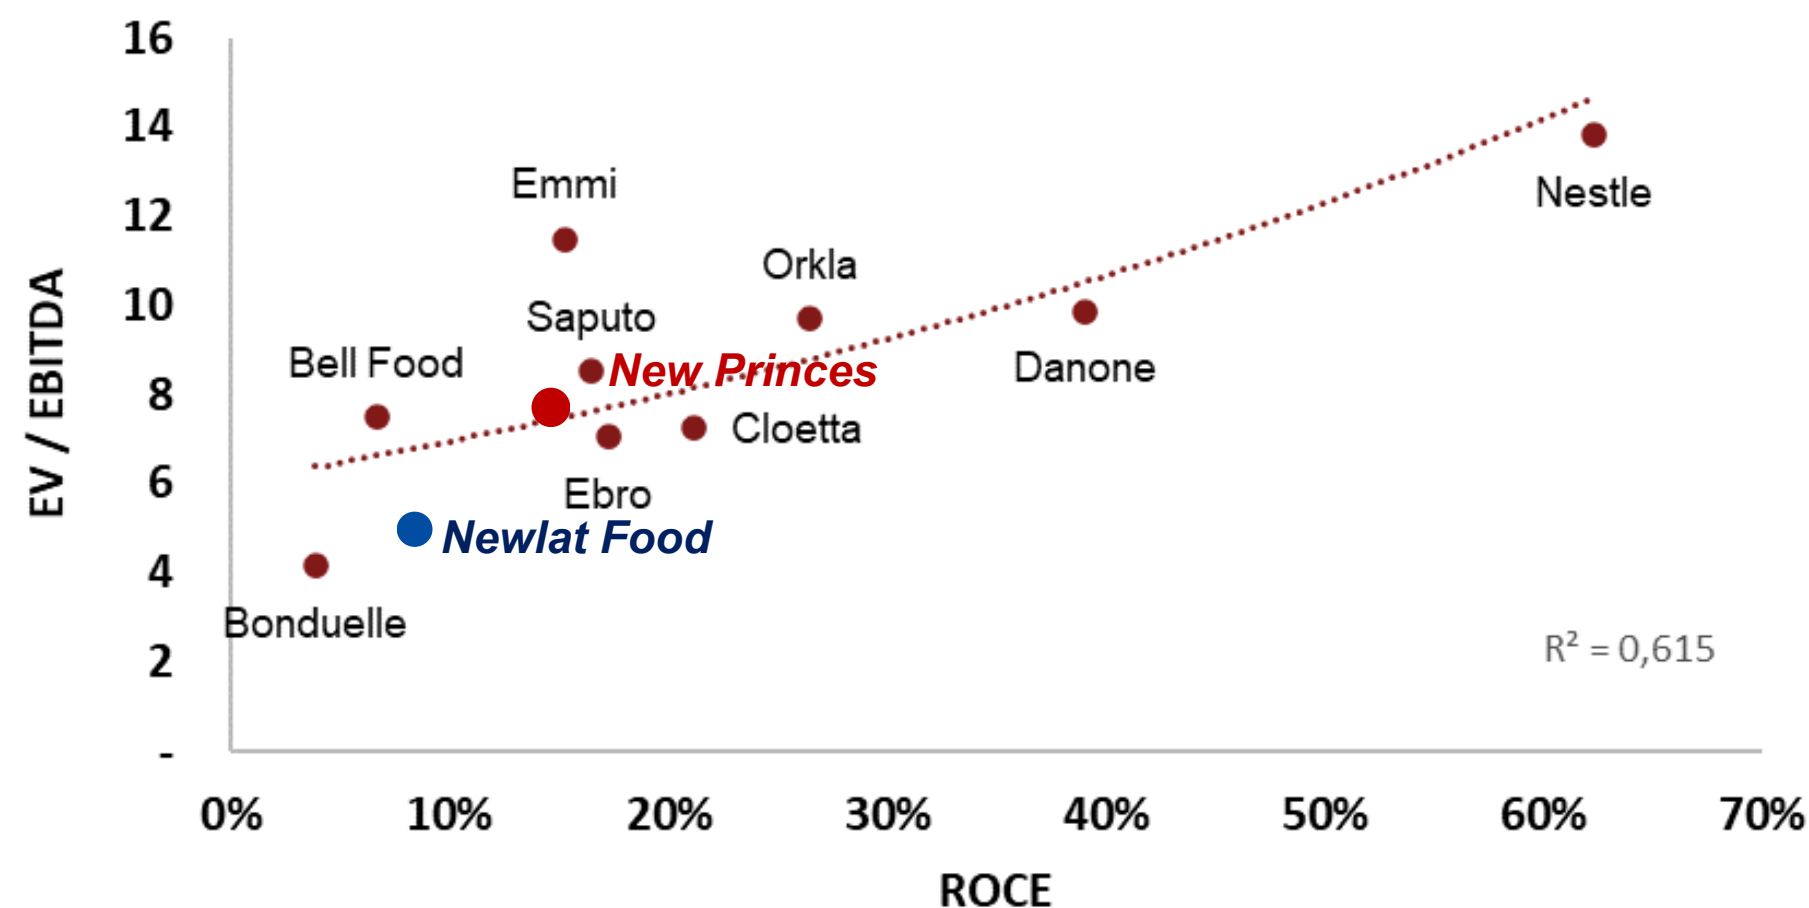 16
14
12
10
8
6
4
2
-
EV / EBITDA
Emmi
Nestle
Orkla
Saputo
Bell Food
New Princes
Danone
Cloetta
Ebro
Newlat Food
Bonduelle
R² = 0,615
0% 10% 20% 30% 40% 50% 60% 70%
ROCE